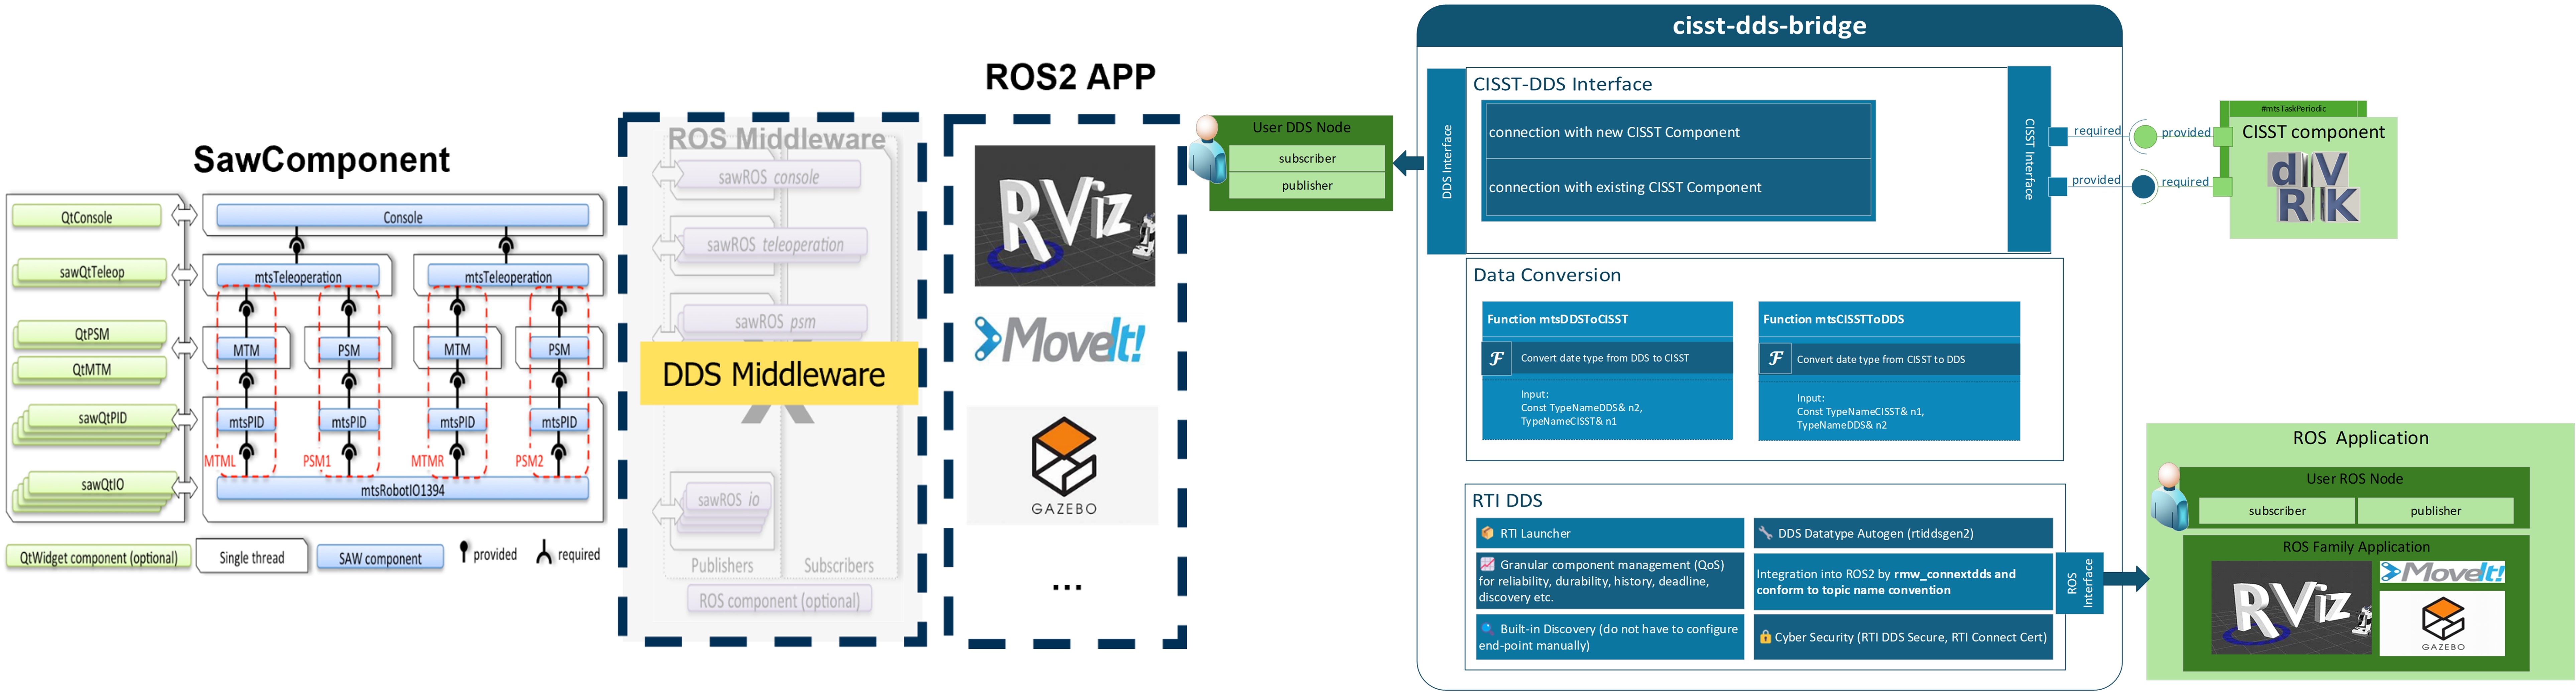 SawComponent
QtConsole
Console
sawQtTeleop
mtsTeleoperation
mtsTeleoperation
QtPSM
QtMTM
MTM
PSM
MTM
PSM
sawQtPID
mtsPID
mtsPID
mtsPID
mtsPID
MTML
PSM1
MTMR
PSM2
sawQtIO
mtsRobotIO1394
QtWidget component (optional)
Single thread
SAW component
provided
required
ROS Middleware
sawROS console
sawROS teleoperation
sawROS psm
DDS Middleware
sawROS io
Publishers
Subscribers
ROS component (optional)
ROS2 APP
RViz
MoveIt!
GAZEBO
...
User DDS Node
subscriber
publisher
cisst-dds-bridge
DDS Interface
CISST-DDS Interface
connection with new CISST Component
connection with existing CISST Component
CISST Interface
required
provided
provided
required
#mtsTaskPeriodic
CISST component
dV
RK
Data Conversion
Function mtsDDSToCISST
F
Convert date type from DDS to CISST
Input:
Const TypeNameDDS& n2,
TypeNameCISST& n1
Function mtsCISSTToDDS
F
Convert date type from CISST to DDS
Input:
Const TypeNameCISST& n1,
TypeNameDDS& n2
RTI DDS
RTI Launcher
DDS Datatype Autogen (rtiddsgen2)
Granular component management (QoS)
for reliability, durability, history, deadline,
discovery etc.
Integration into ROS2 by rmw_connextdds and
conform to topic name convention
Built-in Discovery (do not have to configure
end-point manually)
Cyber Security (RTI DDS Secure, RTI Connect Cert)
ROS
Interface
ROS Application
User ROS Node
subscriber
publisher
ROS Family Application
RViz
MoveIt!
GAZEBO